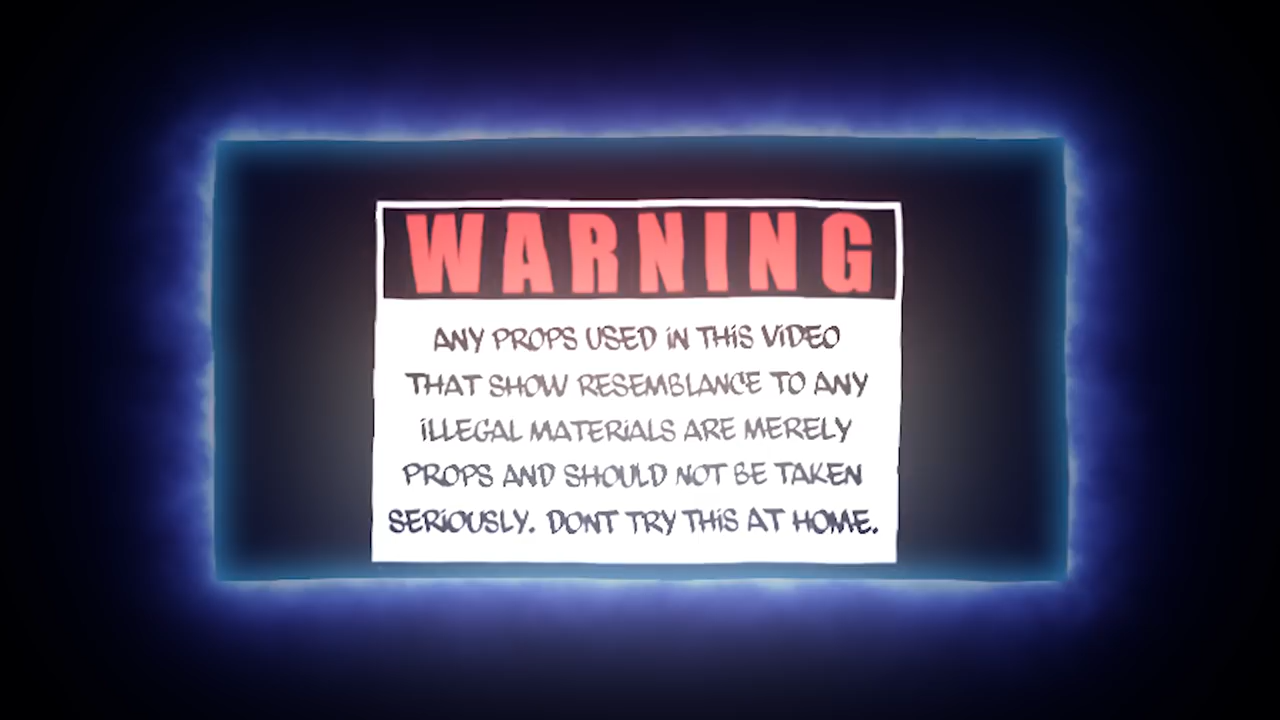 WARNING
ANY PROPS USED IN THIS VIDEO
THAT SHOW RESEMBLANCE TO ANY
ILLEGAL MATERIALS ARE MERELY
PROPS AND SHOULD NOT BE TAKEN
SERIOUSLY. DONT TRY THIS AT HOME.